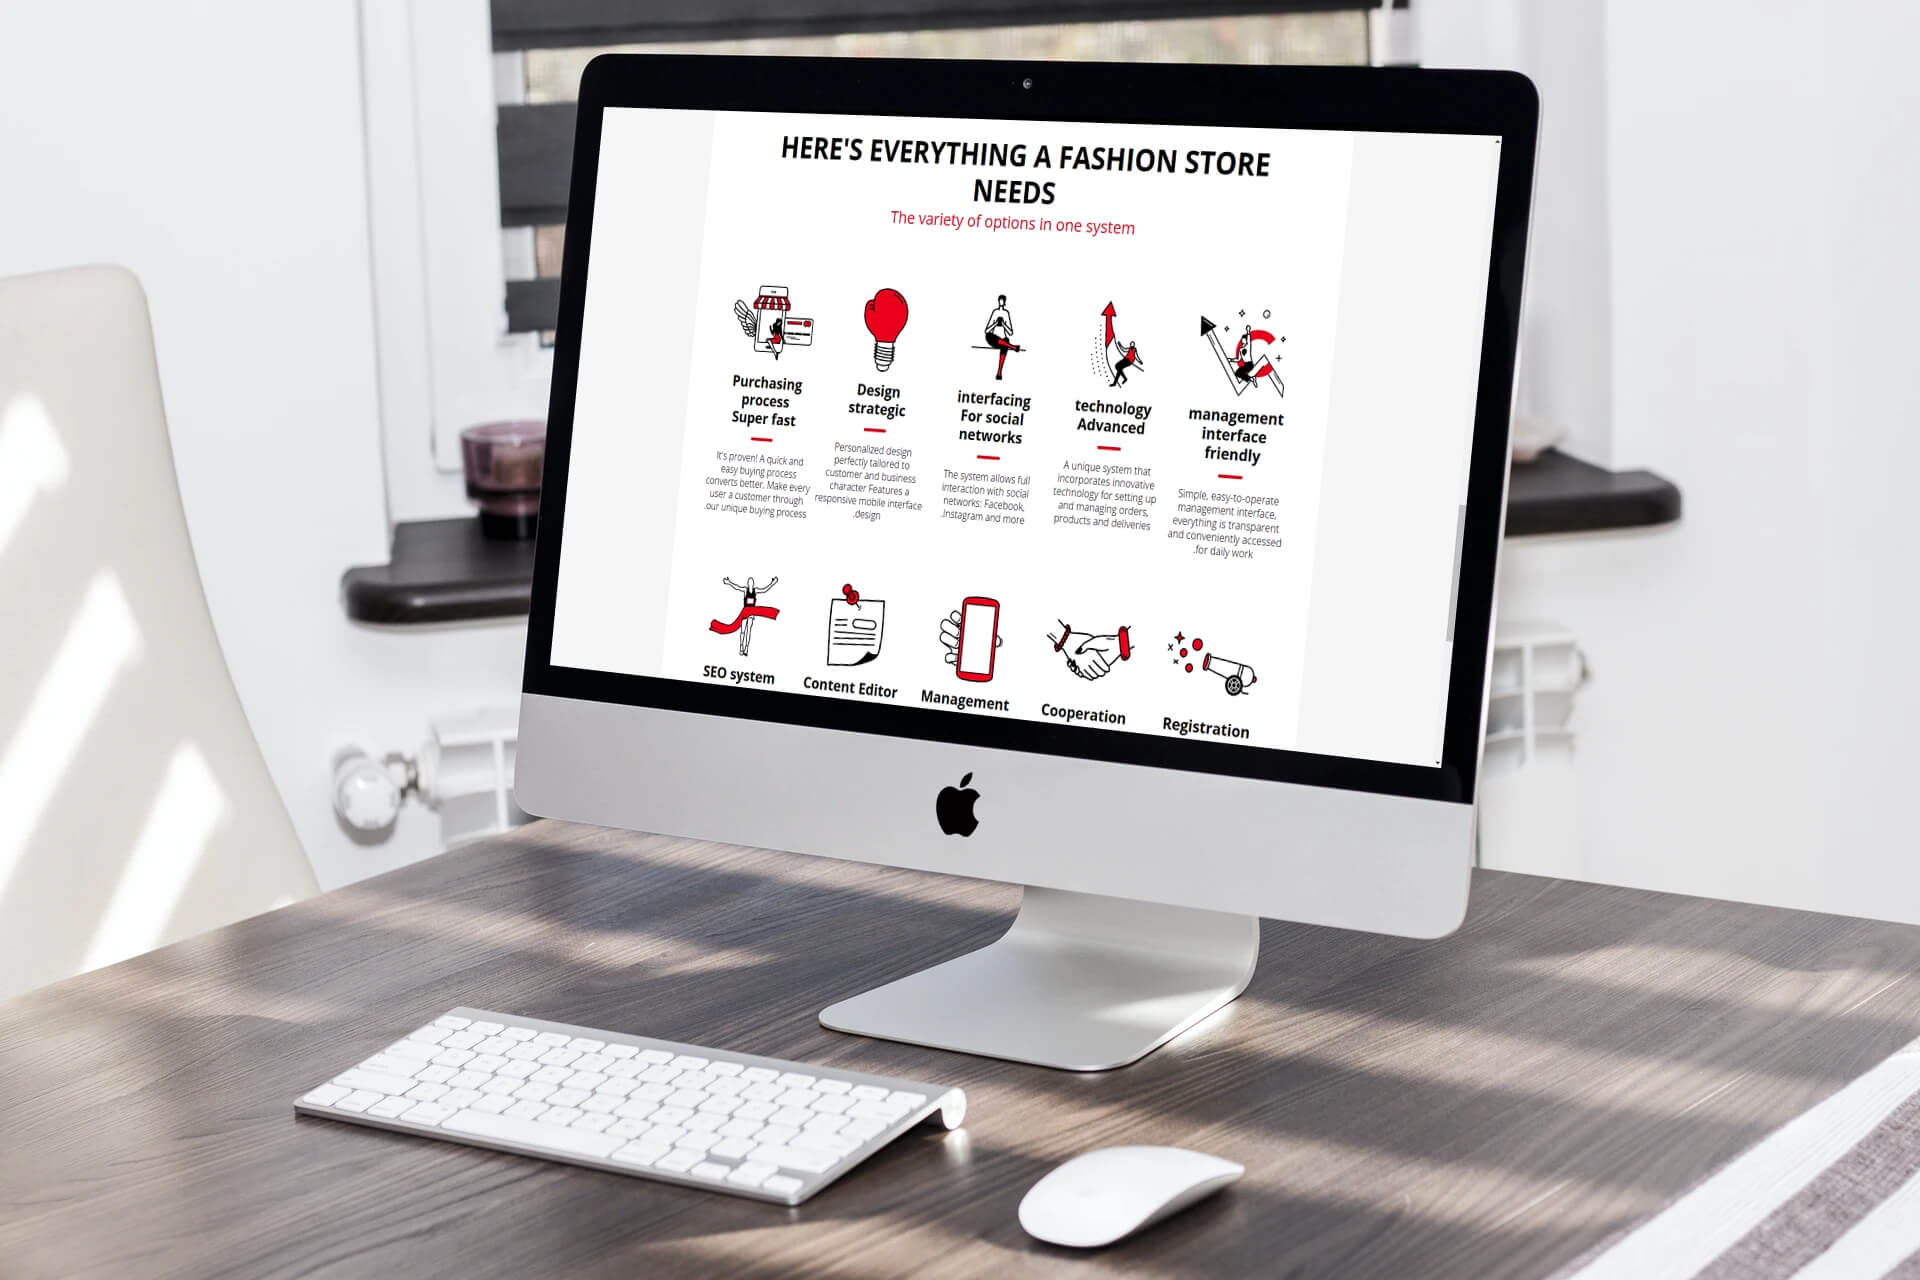 HERE'S EVERYTHING A FASHION STORE
NEEDS
The variety of options in one system
Purchasing
process
Super fast
It's proven! A quick and
easy buying process
converts better. Make every
user a customer through
.our unique buying process
Design
strategic
Personalized design
perfectly tailored to
customer and business
character Features a
responsive mobile interface
.design
interfacing
For social
networks
The system allows full
interaction with social
networks: Facebook,
.Instagram and more
technology
Advanced
A unique system that
incorporates innovative
technology for setting up
and managing orders,
products and deliveries
management
interface
friendly
Simple, easy-to-operate
management interface,
everything is transparent
and conveniently accessed
.for daily work
SEO system
Content Editor
Management
Cooperation
Registration